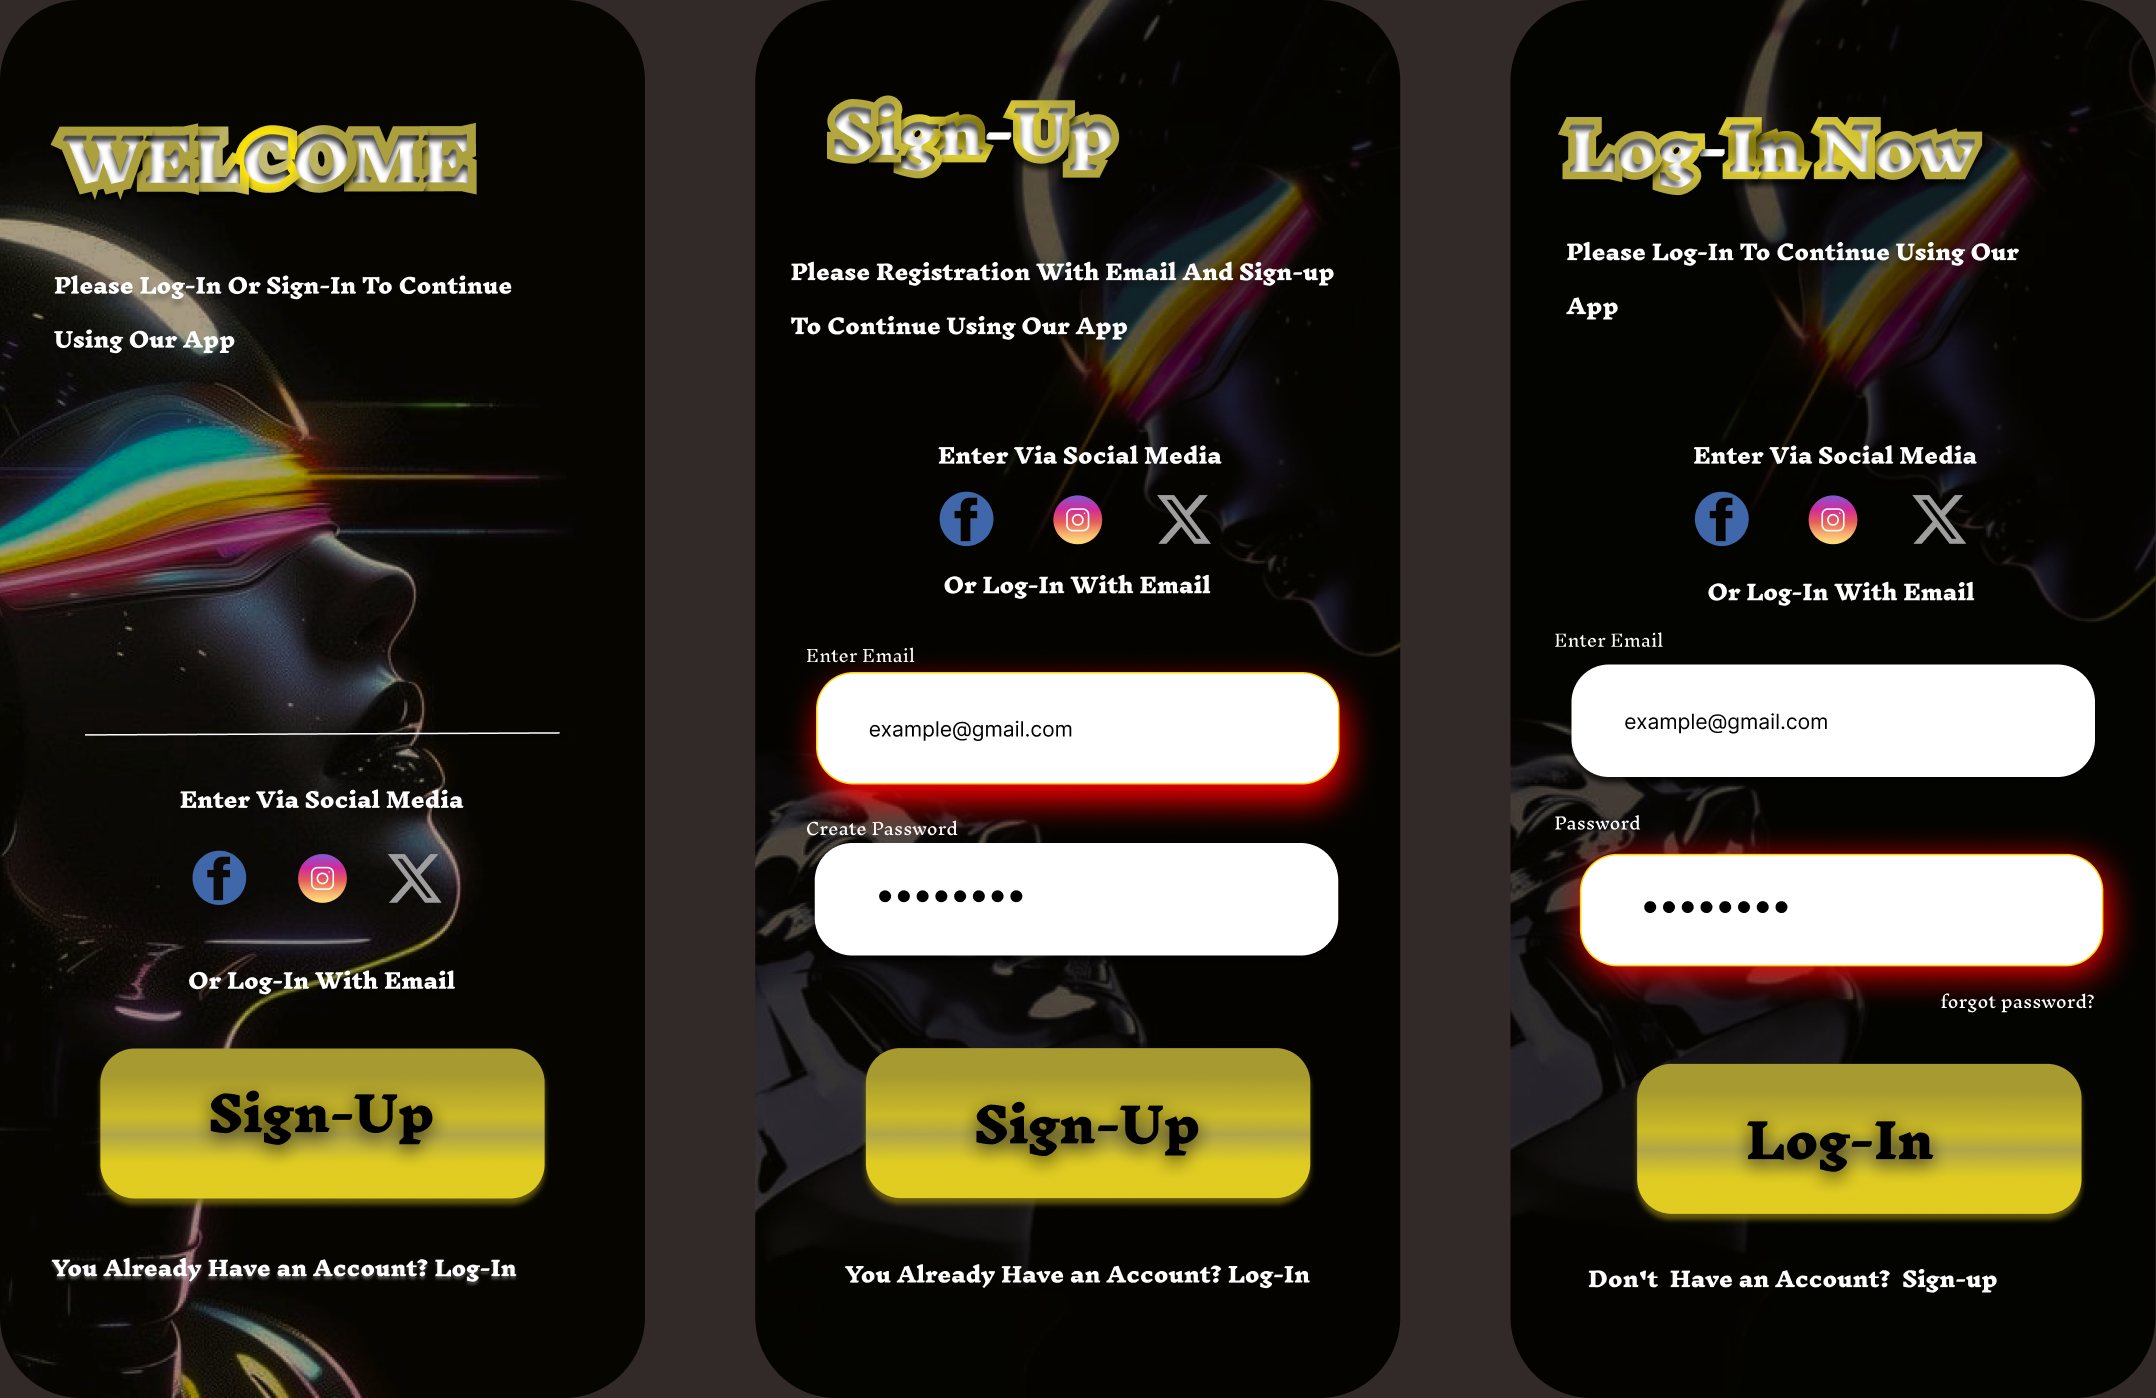 WELCOME
Please Log-In Or Sign-In To Continue
Using Our App
Enter Via Social Media
Or Log-In With Email
Sign-Up
You Already Have an Account? Log-In
Sign-Up
Please Registration With Email And Sign-up
To Continue Using Our App
Enter Via Social Media
Or Log-In With Email
Enter Email
example@gmail.com
Create Password
Sign-Up
You Already Have an Account? Log-In
Log-In Now
Please Log-In To Continue Using Our
App
Enter Via Social Media
Or Log-In With Email
Enter Email
example@gmail.com
Password
forgot password?
Log-In
Don't Have an Account? Sign-up